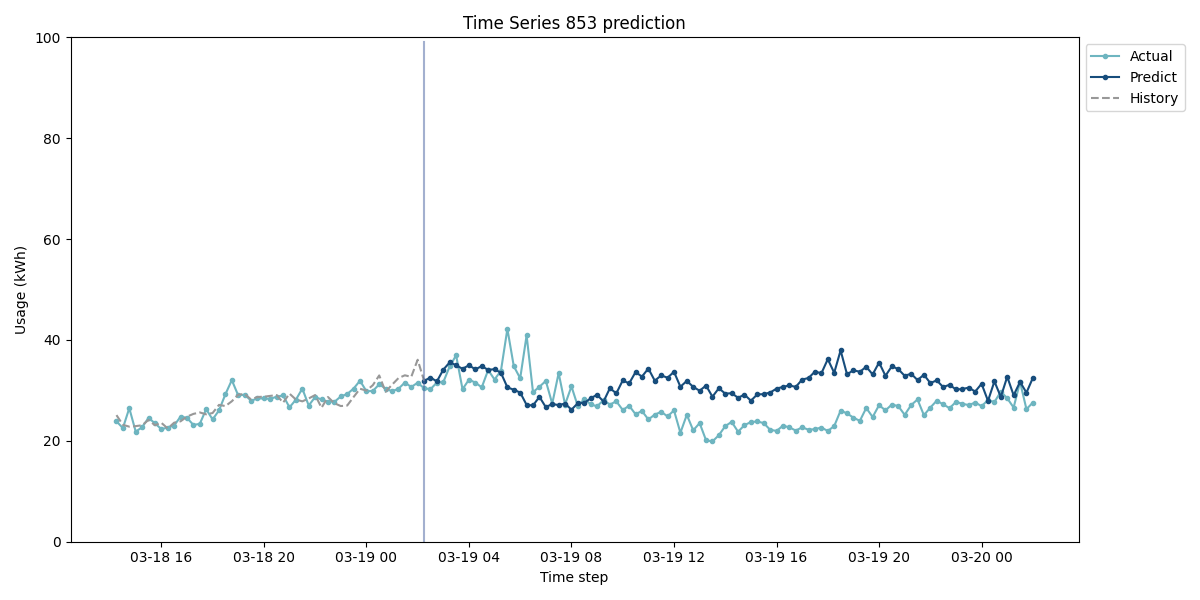 Time Series 853 prediction
Usage (kWh)
100
80
60
40
20
0
03-18 16
03-18 20
03-19 00
03-19 04
03-19 08
03-19 12
03-19 16
03-19 20
03-20 00
Time step
Actual
Predict
History